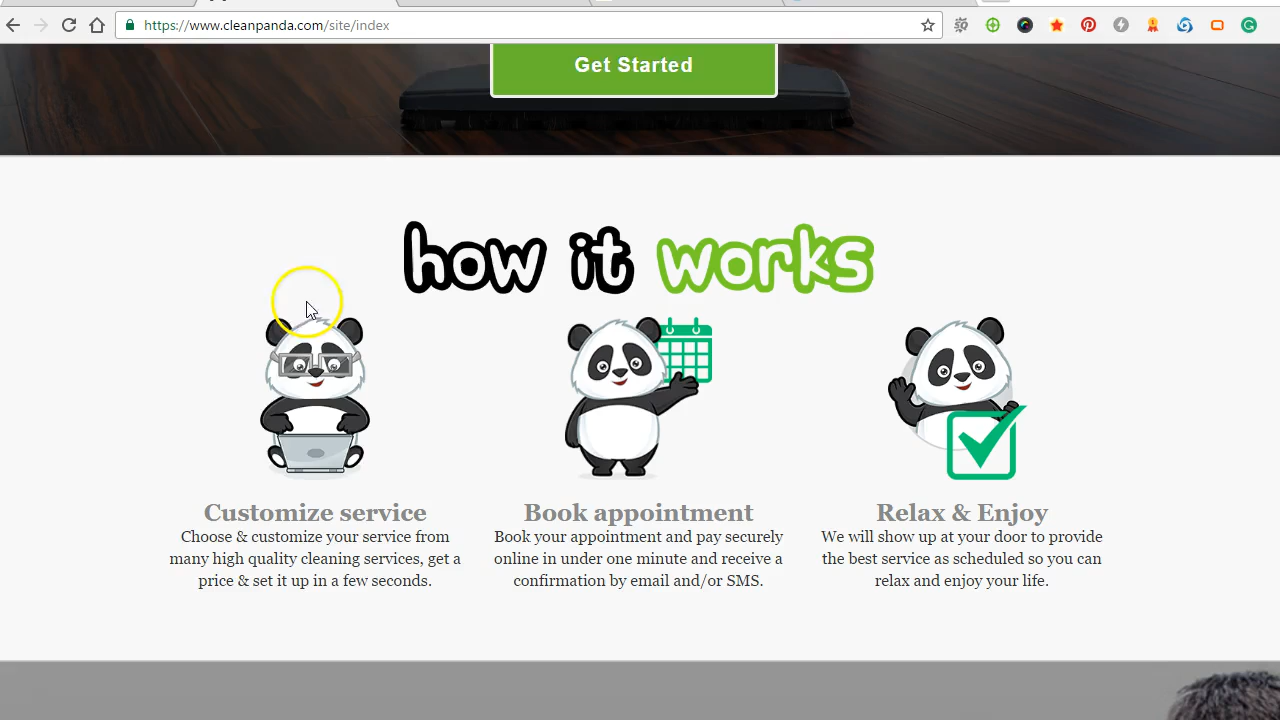 https://www.cleanpanda.com/site/index
Get Started
how it works
Customize service
Choose & customize your service from
many high quality cleaning services, get a
price & set it up in a few seconds.
Book appointment
Book your appointment and pay securely
online in under one minute and receive a
confirmation by email and/or SMS.
Relax & Enjoy
We will show up at your door to provide
the best service as scheduled so you can
relax and enjoy your life.